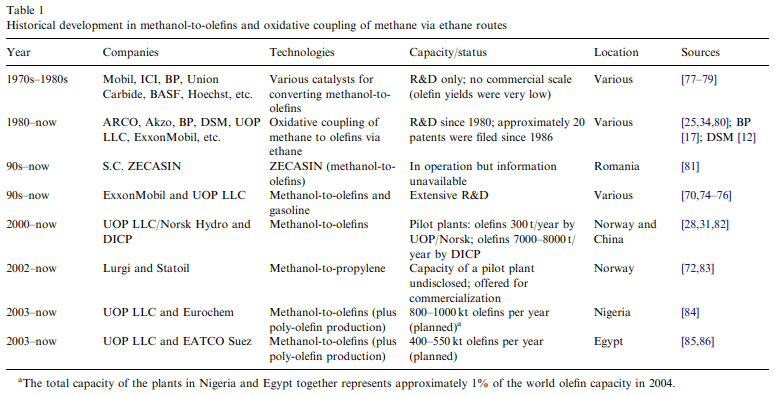 Table 1
Historical development in methanol-to-olefins and oxidative coupling of methane via ethane routes
Year Companies Technologies Capacity/status Location Sources
1970s–1980s Mobil, ICI, BP, Union Various catalysts for R&D only; no commercial scale Various [77–79]
Carbide, BASF, Hoechst, etc. converting methanol-to- (olefin yields were very low)
olefins
1980–now ARCO, Akzo, BP, DSM, UOP Oxidative coupling of R&D since 1980; approximately 20 Various [25,34,80]; BP
LLC, ExxonMobil, etc. methane to olefins via patents were filed since 1986 [17]; DSM [12]
ethane
90s–now S.C. ZECASIN ZECASIN (methanol-to- In operation but information Romania [81]
olefins) unavailable
90s–now ExxonMobil and UOP LLC Methanol-to-olefins and Extensive R&D Various [70,74–76]
gasoline
2000–now UOP LLC/Norsk Hydro and Methanol-to-olefins Pilot plants: olefins 300 t/year by Norway and [28,31,82]
DICP UOP/Norsk; olefins 7000–8000 t/ China
year by DICP
2002–now Lurgi and Statoil Methanol-to-propylene Capacity of a pilot plant Norway [72,83]
undisclosed; offered for
commercialization
2003–now UOP LLC and Eurochem Methanol-to-olefins (plus 800–1000 kt olefins per year Nigeria [84]
poly-olefin production) (planned)a
2003–now UOP LLC and EATCO Suez Methanol-to-olefins (plus 400–550 kt olefins per year Egypt [85,86]
poly-olefin production) (planned)
aThe total capacity of the plants in Nigeria and Egypt together represents approximately 1% of the world olefin capacity in 2004.